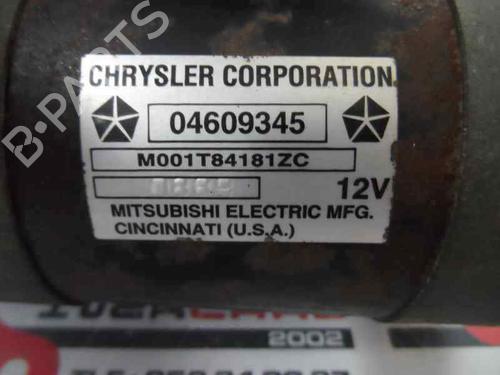 CHRYSLER CORPORATION
04609345
M001T84181ZC
12V
MITSUBISHI ELECTRIC MFG.
CINCINNATI (U.S.A.)
B-PARTS
2002